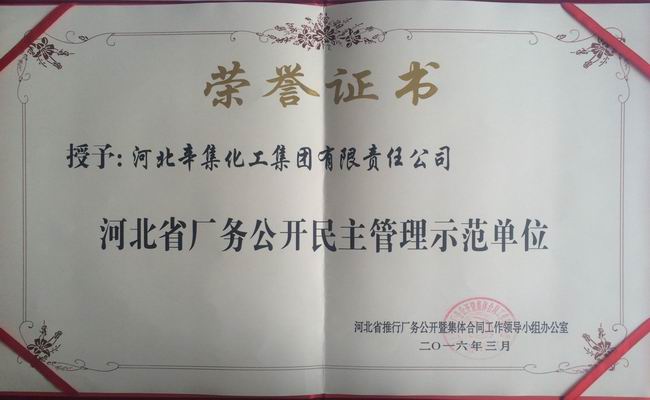 荣誉证书
授予：河北辛集化工集团有限责任公司
河北省厂务公开民主管理示范单位
河北省推行厂务公开暨集体合同工作领导小组办公室
二〇一六年三月